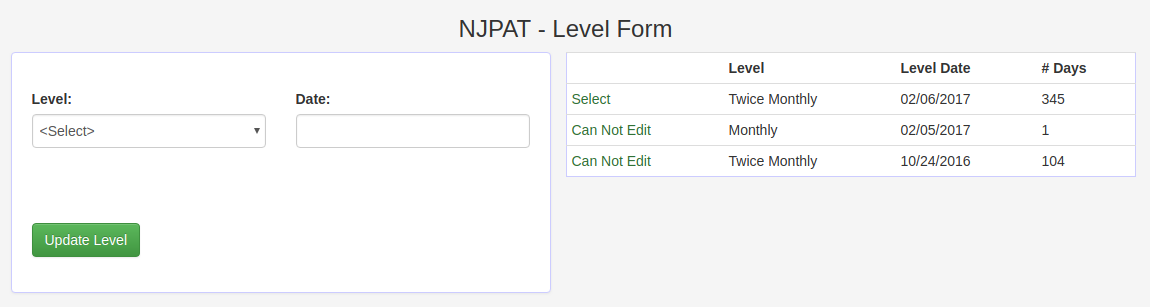 NJPAT - Level Form
Level:
Date:
<Select>
Update Level
Level Level Date # Days
Select Twice Monthly 02/06/2017 345
Can Not Edit Monthly 02/05/2017 1
Can Not Edit Twice Monthly 10/24/2016 104